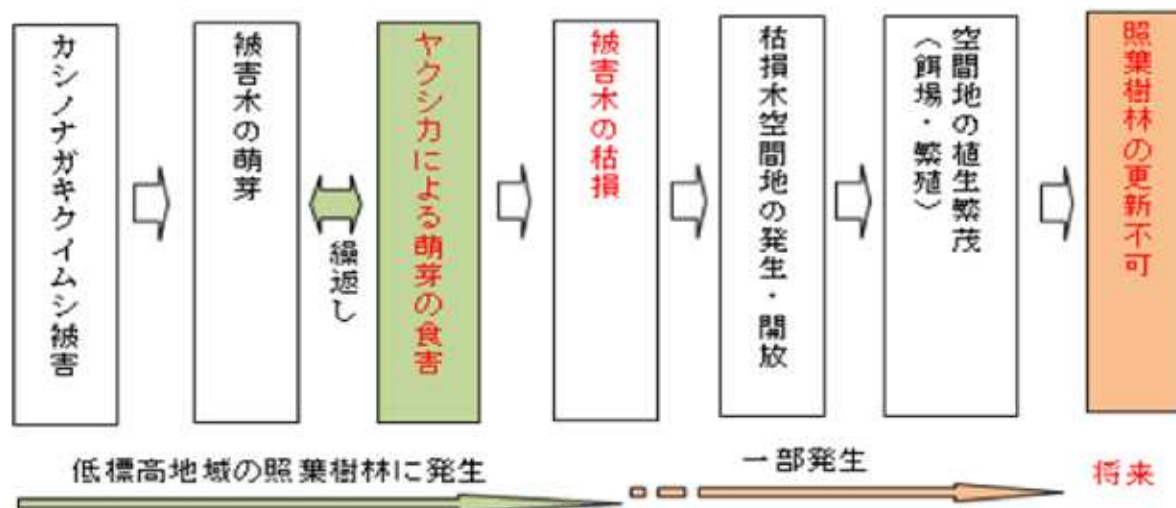 カシノナガキクイムシ被害
被害木の萌芽
繰返し
ヤクシカによる萌芽の食害
被害木の枯損
枯損木空間地の発生・開放
空間地の植生繁茂
（餌場・繁殖）
照葉樹林の更新不可
低標高地域の照葉樹林に発生
一部発生
将来